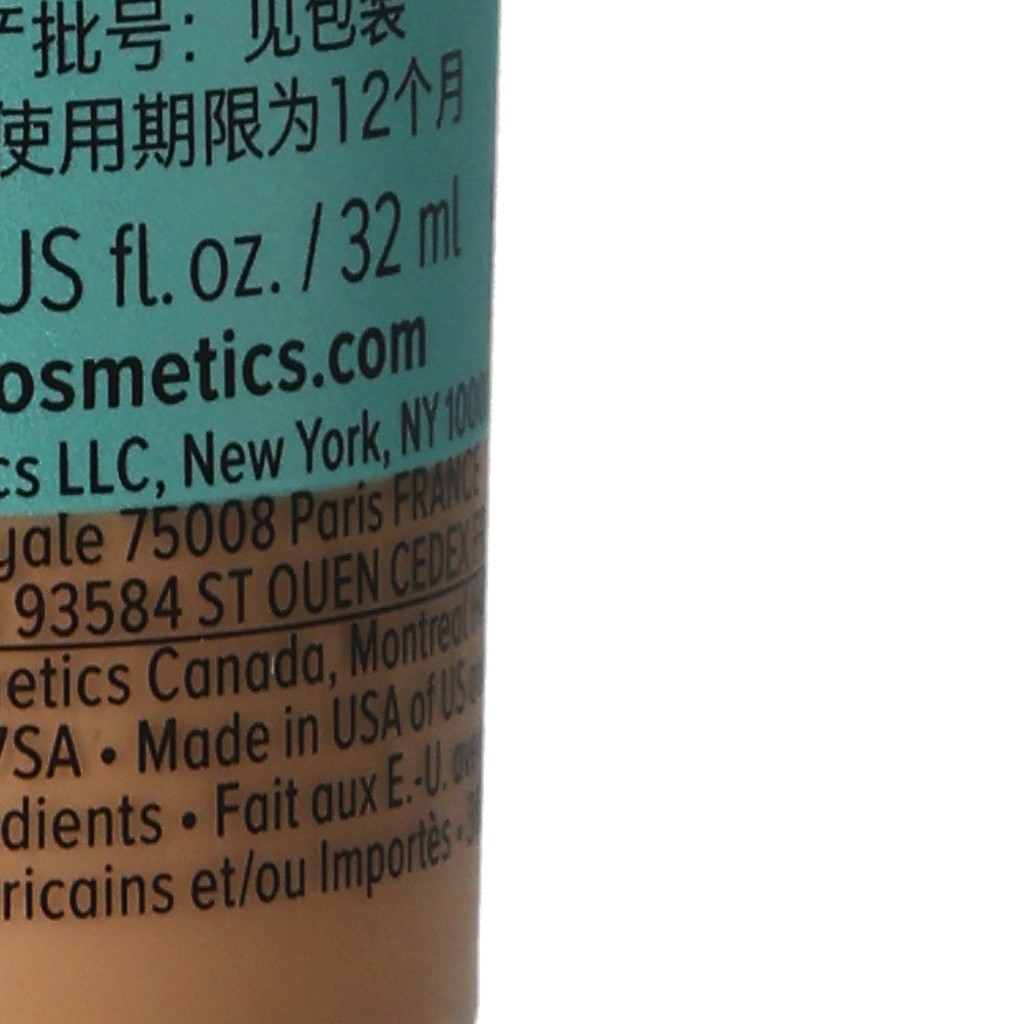 产批号：见包装
使用期限为12个月
US fl. oz. / 32 ml
osmetics.com
cs LLC, New York, NY
yale 75008 Paris FRANCE
93584 ST OUEN CEDEX
etics Canada, Montreal
SA • Made in USA of US
dients • Fait aux E.-U.
ricains et/ou Importès •